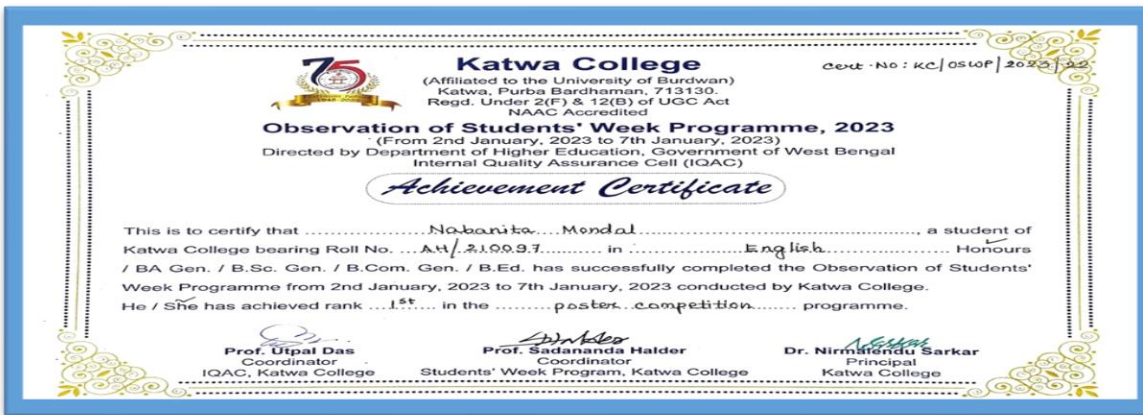 75
Katwa College
Cert. No: KC/OSWP/2023/22
(Affiliated to the University of Burdwan)
Katwa, Purba Bardhaman, 713130.
Regd. Under 2(F) & 12(B) of UGC Act
NAAC Accredited
Observation of Students' Week Programme, 2023
(From 2nd January, 2023 to 7th January, 2023)
Directed by Department of Higher Education, Government of West Bengal
Internal Quality Assurance Cell (IQAC)
Achievement Certificate
This is to certify that Nabanita Mondal, a student of
Katwa College bearing Roll No. AH/210097 in English Honours
/ BA Gen. / B.Sc. Gen. / B.Com. Gen. / B.Ed. has successfully completed the Observation of Students'
Week Programme from 2nd January, 2023 to 7th January, 2023 conducted by Katwa College.
He / She has achieved rank 1st in the poster competition programme.
Prof. Utpal Das
Coordinator
IQAC, Katwa College
Prof. Sadananda Halder
Coordinator
Students' Week Program, Katwa College
Dr. Nirmalendu Sarkar
Principal
Katwa College